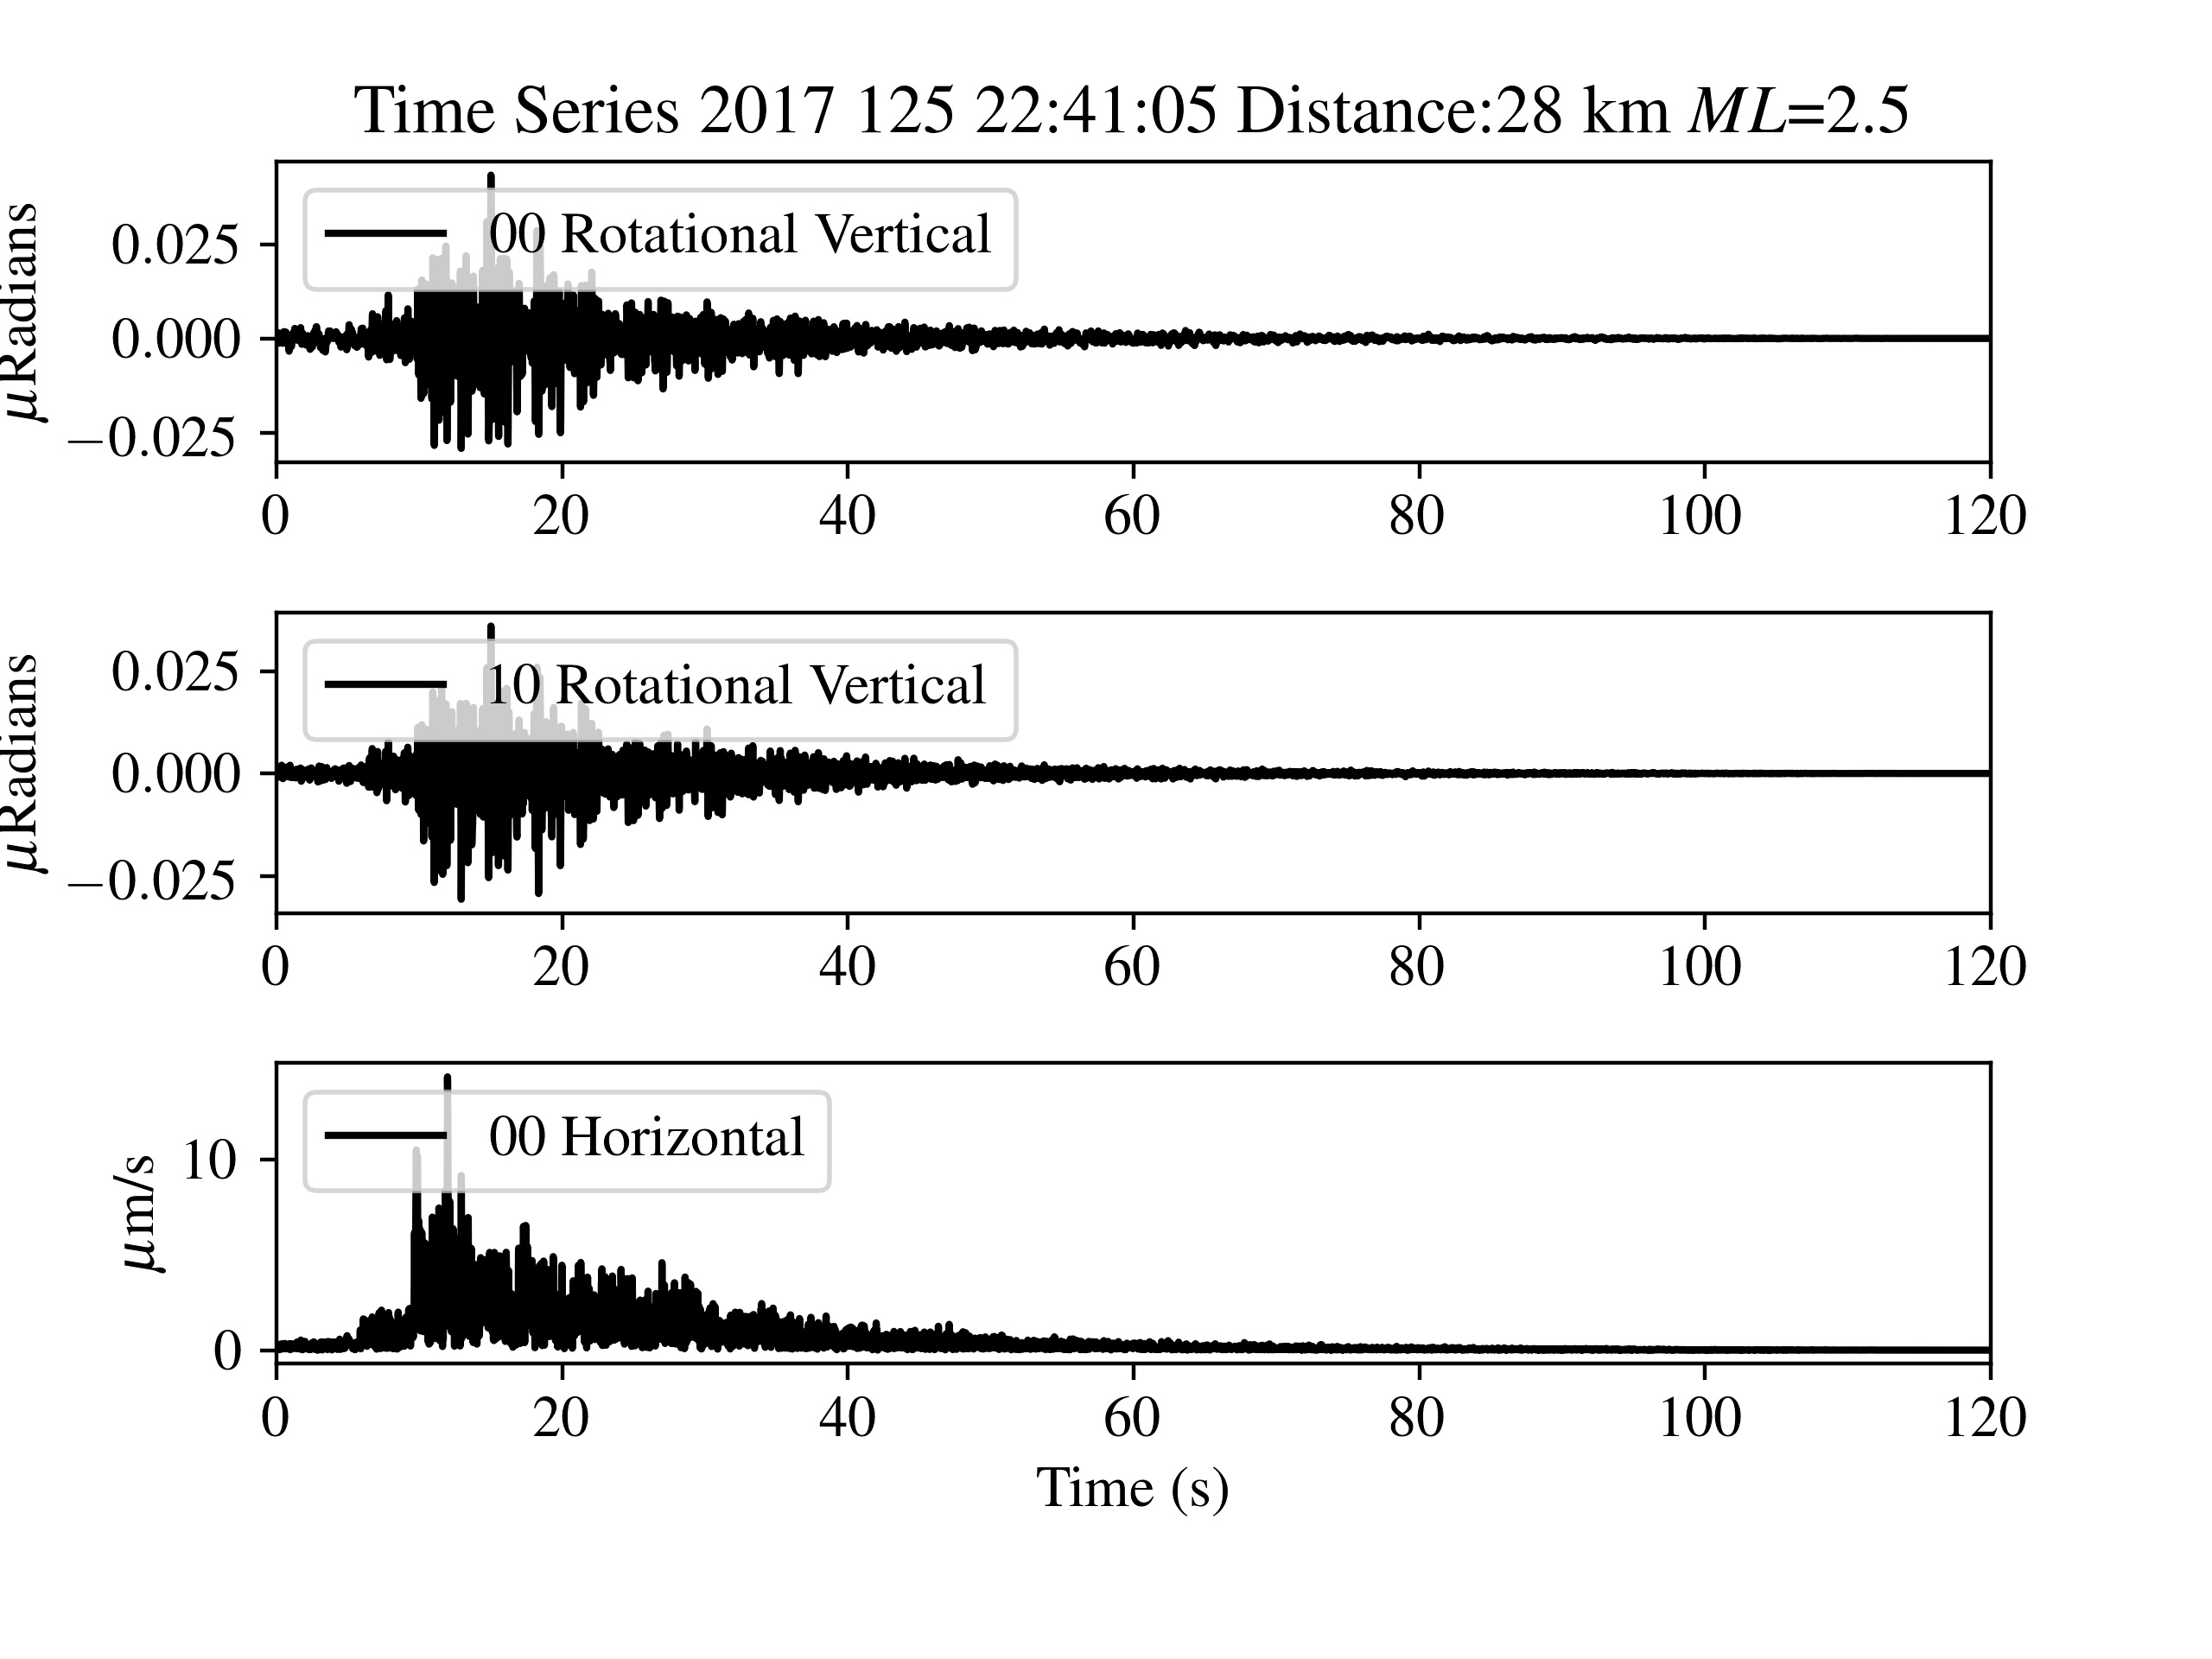 Time Series 2017 125 22:41:05 Distance:28 km ML=2.5
μRadians
0.025
0.000
−0.025
00 Rotational Vertical
0 20 40 60 80 100 120
μRadians
0.025
0.000
−0.025
10 Rotational Vertical
0 20 40 60 80 100 120
μm/s
10
0
00 Horizontal
0 20 40 60 80 100 120
Time (s)